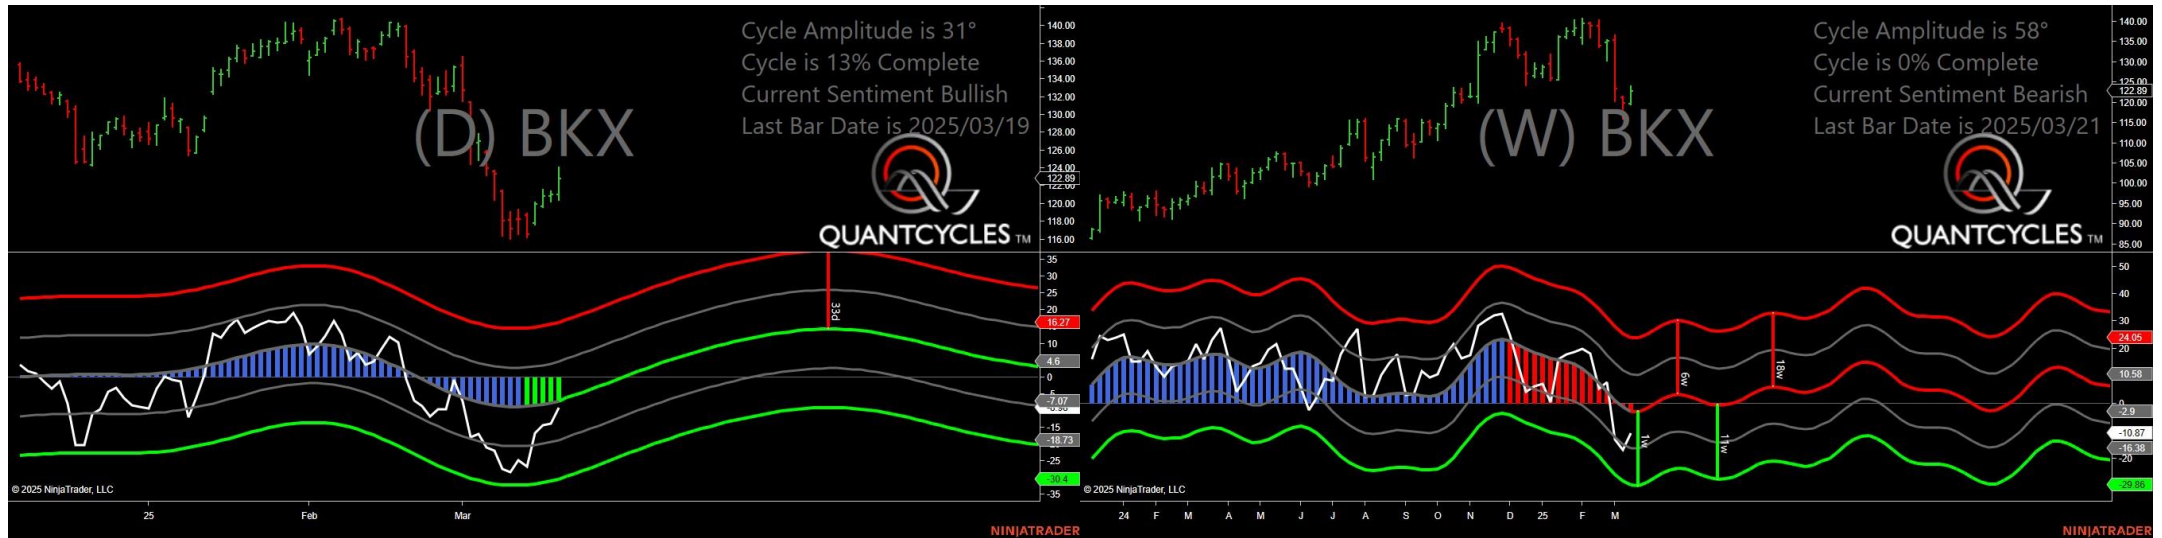 Cycle Amplitude is 31°
Cycle is 13% Complete
Current Sentiment Bullish
Last Bar Date is 2025/03/19
(D) BKX
QUANTCYCLES TM
140.00
138.00
136.00
134.00
132.00
130.00
128.00
126.00
124.00
122.89
122.00
120.00
118.00
116.00
35
30
25
20
16.27
10
4.6
0
-7.07
-15
-18.73
-25
-30.4
-35
33d
© 2025 NinjaTrader, LLC
25
Feb
Mar
NINJATRADER
Cycle Amplitude is 58°
Cycle is 0% Complete
Current Sentiment Bearish
Last Bar Date is 2025/03/21
(W) BKX
QUANTCYCLES TM
140.00
135.00
130.00
125.00
122.89
120.00
115.00
110.00
105.00
100.00
95.00
90.00
85.00
50
40
30
24.05
20
10.58
0
-2.9
-10.87
-16.38
-20
-29.86
1w
6w
11w
18w
© 2025 NinjaTrader, LLC
24
F
M
A
M
J
J
A
S
O
N
D
25
F
M
NINJATRADER